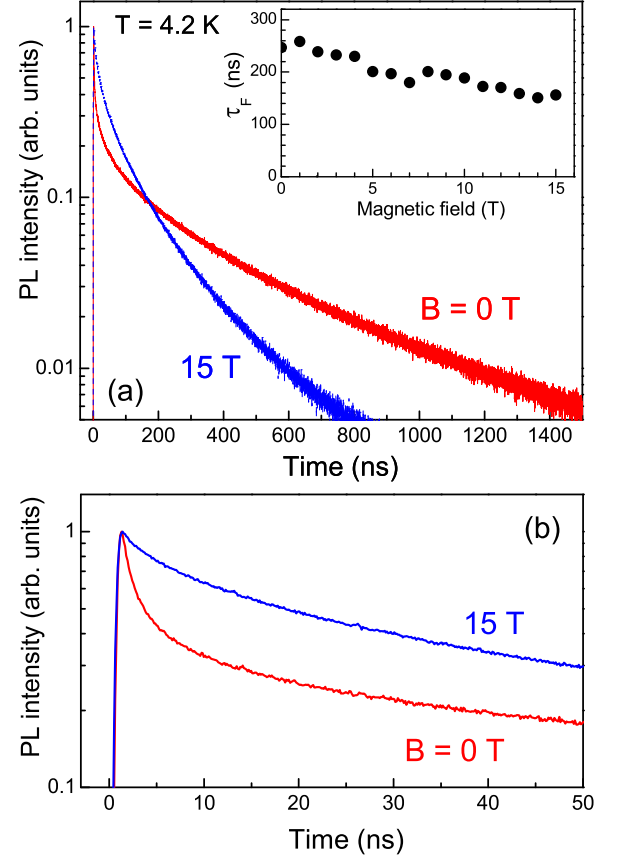 T = 4.2 K
PL intensity (arb. units)
1
0.1
0.01
300
200
100
0
τF (ns)
0 5 10 15
Magnetic field (T)
B = 0 T
15 T
(a)
0 200 400 600 800 1000 1200 1400
Time (ns)
(b)
PL intensity (arb. units)
1
0.1
15 T
B = 0 T
0 10 20 30 40 50
Time (ns)